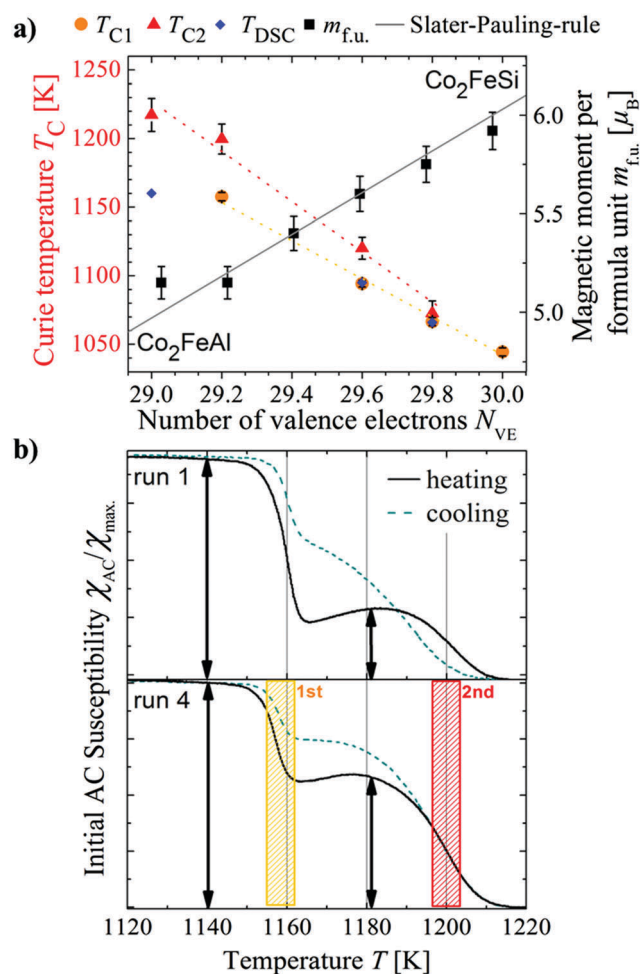 a)
T_C1 T_C2 T_DSC m_f.u. Slater-Pauling-rule
Curie temperature T_C [K]
1250
1200
1150
1100
1050
Co₂FeSi
Co₂FeAl
6.0
5.5
5.0
Magnetic moment per
formula unit m_f.u. [μ_B]
29.0 29.2 29.4 29.6 29.8 30.0
Number of valence electrons N_VE
b)
Initial AC Susceptibility χ_AC/χ_max.
run 1
heating
cooling
run 4
1st
2nd
1120 1140 1160 1180 1200 1220
Temperature T [K]